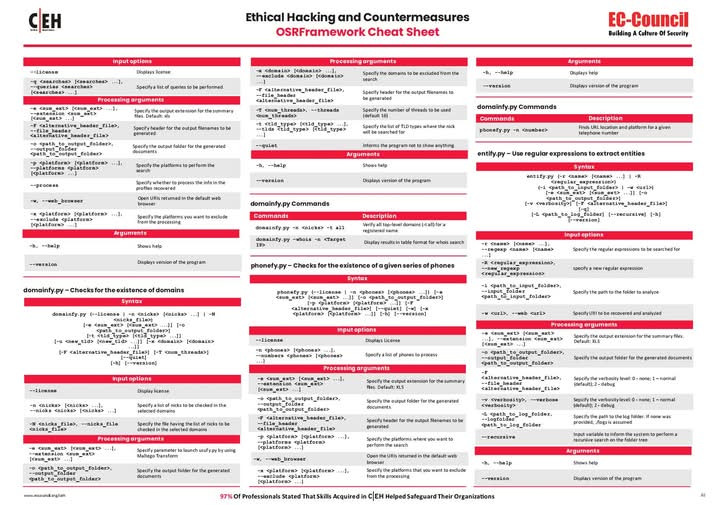 C|EH
Ethical Hacking and Countermeasures
OSRFramework Cheat Sheet
EC-Council
Building A Culture Of Security
Input options
--license Displays license
-q <searches> [<searches> ...],
--queries <searches>
[<searches> ...]
Specify a list of queries to be performed
Processing arguments
-e <sum_ext> [<sum_ext> ...],
--extension <sum_ext>
[<sum_ext> ...]
Specify the output extension for the summary
files. Default: xls
-F <alternative_header_file>,
--file_header
<alternative_header_file>
Specify header for the output filenames to be
generated
-o <path_to_output_folder>,
--output_folder
<path_to_output_folder>
Specify the output folder for the generated
documents
-p <platform> [<platform> ...],
--platforms <platform>
[<platform> ...]
Specify the platforms to perform the
search
--process
Specify whether to process the info in the
profiles recovered
-w, --web_browser
Open URIs returned in the default web
browser
-x <platform> [<platform> ...],
--exclude <platform>
[<platform> ...]
Specify the platforms you want to exclude
from the processing
Arguments
-h, --help Shows help
--version Displays version of the program
domainfy.py – Checks for the existence of domains
Syntax
domainfy.py (--license | -n <nicks> [<nicks> ...] | -N
<nicks_file>)
[-e <sum_ext> [<sum_ext> ...]] [-o
<path_to_output_folder>]
[-t <tld_type> [<tld_type> ...]]
[-u <new_tld> [<new_tld> ...]] [-x <domain> [<domain>
...]]
[-F <alternative_header_file>] [-T <num_threads>]
[--quiet]
[-h] [--version]
Input options
--license Display license
-n <nicks> [<nicks> ...],
--nicks <nicks> [<nicks> ...]
Specify a list of nicks to be checked in the
selected domains
-N <nicks_file>, --nicks_file
<nicks_file>
Specify the file having the list of nicks to be
checked in the selected domains
Processing arguments
-e <sum_ext> [<sum_ext> ...],
--extension <sum_ext>
[<sum_ext> ...]
Specify parameter to launch usufy.py by using
Maltego Transform
-o <path_to_output_folder>,
--output_folder
<path_to_output_folder>
Specify the output folder for the generated
documents
Processing arguments
-x <domain> [<domain> ...],
--exclude <domain> [<domain>
...]
Specify the domains to be excluded from the
search
-F <alternative_header_file>,
--file_header
<alternative_header_file>
Specify header for the output filenames to
be generated
-T <num_threads>, --threads
<num_threads>
Specify the number of threads to be used
(default 16)
-t <tld_type> [<tld_type> ...],
--tlds <tld_type> [<tld_type>
...]
Specify the list of TLD types where the nick
will be searched for
--quiet Informs the program not to show anything
Arguments
-h, --help Shows help
--version Displays version of the program
domainfy.py Commands
Commands Description
domainfy.py -n <nicks> -t all
Verify all top-level domains (-t all) for a
registered name
domainfy.py -whois -n <Target
IP>
Display results in table format for whois search
phonefy.py – Checks for the existence of a given series of phones
Syntax
phonefy.py (--license | -n <phones> [<phones> ...]) [-e
<sum_ext> [<sum_ext> ...]] [-o <path_to_output_folder>]
[-p <platform> [<platform> ...]] [-F
<alternative_header_file>] [--quiet] [-w] [-x
<platform> [<platform> ...]] [-h] [--version]
Input options
--license Displays License
-n <phones> [<phones> ...],
--numbers <phones> [<phones>
...]
Specify a list of phones to process
Processing arguments
-e <sum_ext> [<sum_ext> ...],
--extension <sum_ext>
[<sum_ext> ...]
Specify the output extension for the summary
files. Default: XLS
-o <path_to_output_folder>,
--output_folder
<path_to_output_folder>
Specify the output folder for the generated
documents
-F <alternative_header_file>,
--file_header
<alternative_header_file>
Specify header for the output filenames to be
generated
-p <platform> [<platform> ...],
--platforms <platform>
[<platform> ...]
Specify the platforms where you want to
perform the search
-w, --web_browser
Open the URIs returned in the default web
browser
-x <platform> [<platform> ...],
--exclude <platform>
[<platform> ...]
Specify the platforms that you want to exclude
from the processing
Arguments
-h, --help Displays help
--version Displays version of the program
domainfy.py Commands
Commands Description
phonefy.py -n <number>
Finds URL location and platform for a given
telephone number
entify.py – Use regular expressions to extract entities
Syntax
entify.py (-r <name> [<name> ...] | -R
<regular_expression>)
(-i <path_to_input_folder> | -w <url>)
[-e <sum_ext> [<sum_ext> ...]] [-o
<path_to_output_folder>]
[-v <verbosity>] [-F <alternative_header_file>]
[-q]
[-L <path_to_log_folder>] [--recursive] [-h]
[--version]
Input options
-r <name> [<name> ...],
--regexp <name> [<name>
...]
Specify the regular expressions to be searched for
-R <regular_expression>,
--new_regexp
<regular_expression>
specify a new regular expression
-i <path_to_input_folder>,
--input_folder
<path_to_input_folder>
Specify the path to the folder to analyze
-w <url>, --web <url> Specify URI to be recovered and analyzed
Processing arguments
-e <sum_ext> [<sum_ext>
...], --extension <sum_ext>
[<sum_ext> ...]
Specify the output extension for the summary files.
Default: XLS
-o <path_to_output_folder>,
--output_folder
<path_to_output_folder>
Specify the output folder for the generated documents
-F
<alternative_header_file>,
--file_header
<alternative_header_file>
Specify the verbosity level: 0 - none; 1 – normal
(default); 2 – debug
-v <verbosity>, --verbose
<verbosity>
Sepcify the verbosity level: 0 - none; 1 – normal
(default); 2 – debug
-L <path_to_log_folder,
--logfolder
<path_to_log_folder
Specify the path to the log folder. If none was
provided, ./logs is assumed
--recursive
Input variable to inform the system to perform a
recursive search on the folder tree
Arguments
-h, --help Shows help
--version Displays version of the program
www.eccouncil.org/ceh
97% Of Professionals Stated That Skills Acquired in C|EH Helped Safeguard Their Organizations